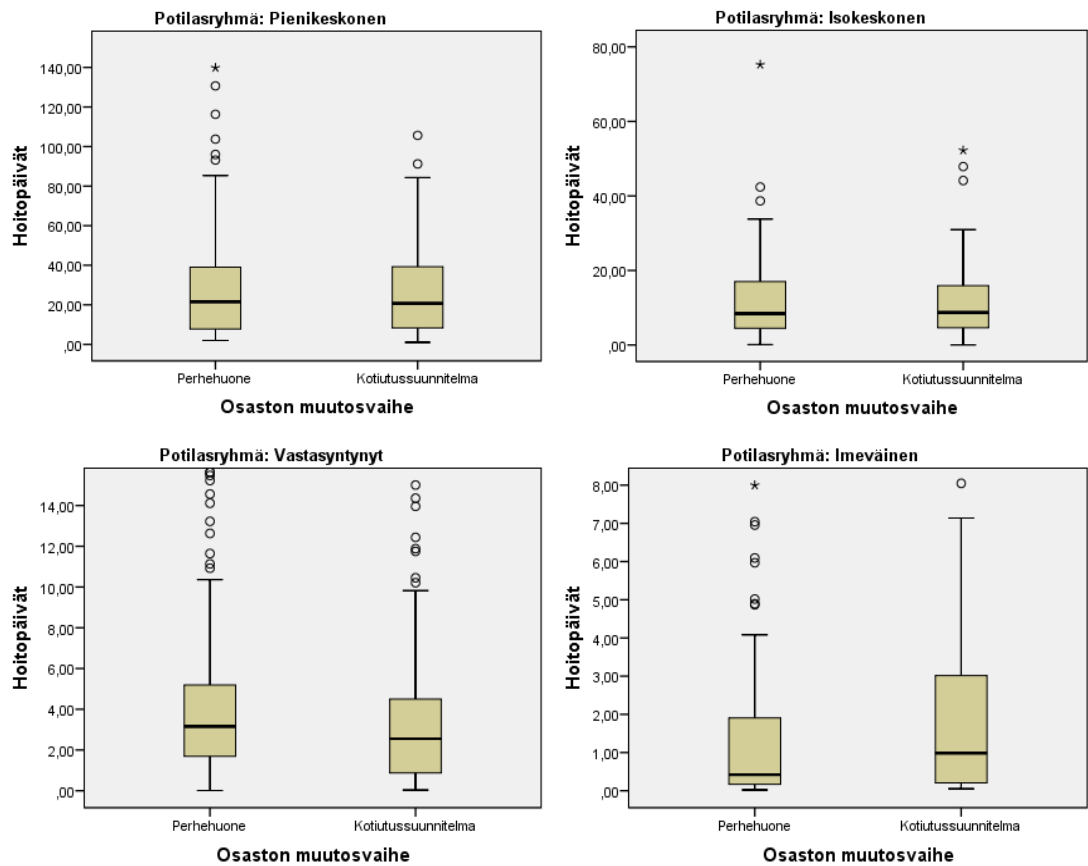 Potilasryhmä: Pienikeskonen
140,00
120,00
100,00
80,00
60,00
40,00
20,00
,00
Hoitopäivät
Perhehuone
Kotiutussuunnitelma
Osaston muutosvaihe
Potilasryhmä: Isokeskonen
80,00
60,00
40,00
20,00
,00
Hoitopäivät
Perhehuone
Kotiutussuunnitelma
Osaston muutosvaihe
Potilasryhmä: Vastasyntynyt
14,00
12,00
10,00
8,00
6,00
4,00
2,00
,00
Hoitopäivät
Perhehuone
Kotiutussuunnitelma
Osaston muutosvaihe
Potilasryhmä: Imeväinen
8,00
7,00
6,00
5,00
4,00
3,00
2,00
1,00
,00
Hoitopäivät
Perhehuone
Kotiutussuunnitelma
Osaston muutosvaihe